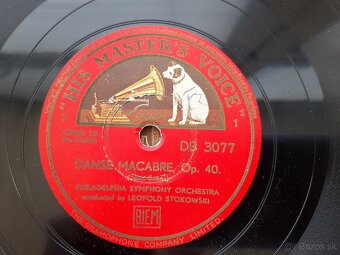 "HIS MASTER'S VOICE"
1
DB 3077
DANSE MACABRE, Op. 40.
PHILADELPHIA SYMPHONY ORCHESTRA
conducted by LEOPOLD STOKOWSKI
BIEM
THE GRAMOPHONE COMPANY LIMITED.
Bazos.sk